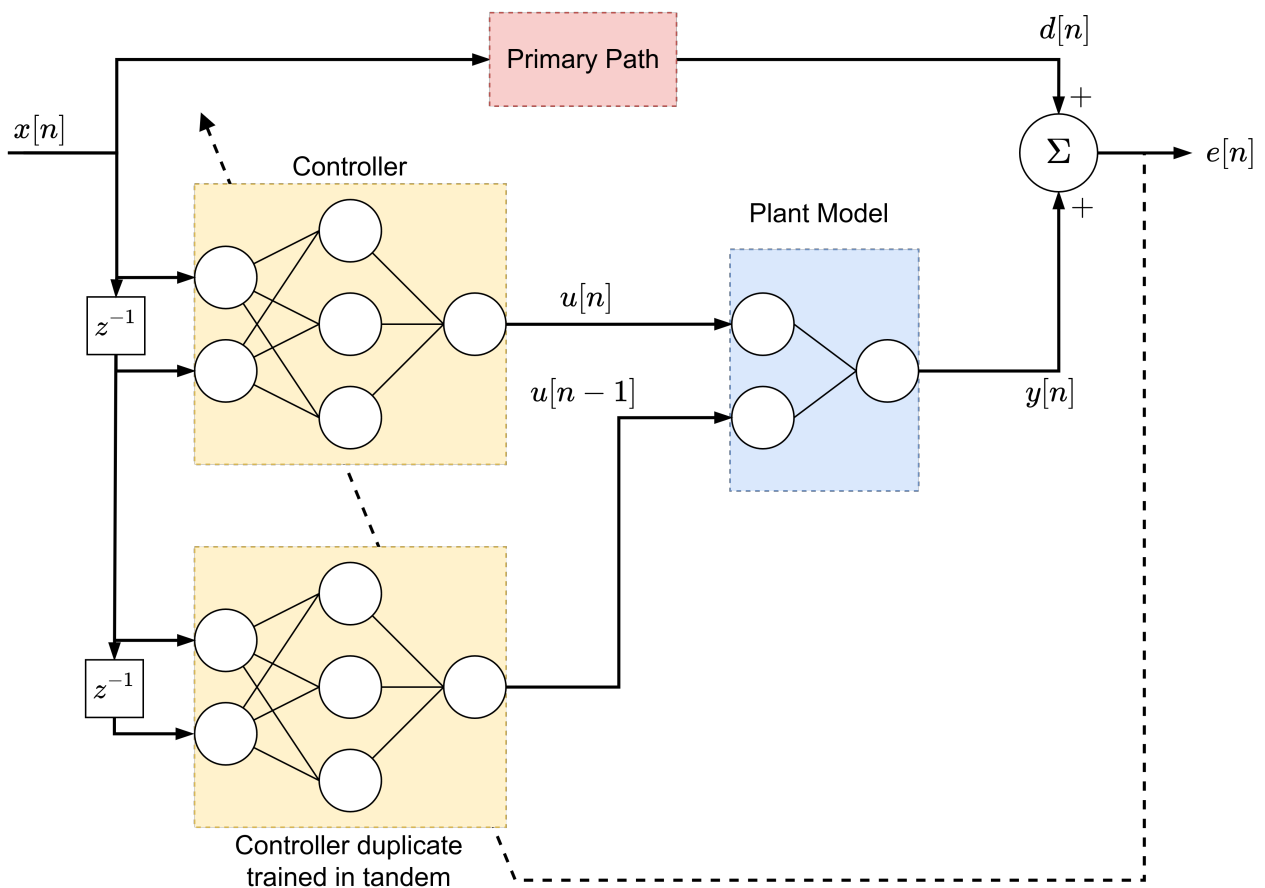 d[n]
Primary Path
+
x[n]
Σ
e[n]
Controller
+
Plant Model
u[n]
z⁻¹
u[n − 1]
y[n]
z⁻¹
Controller duplicate
trained in tandem